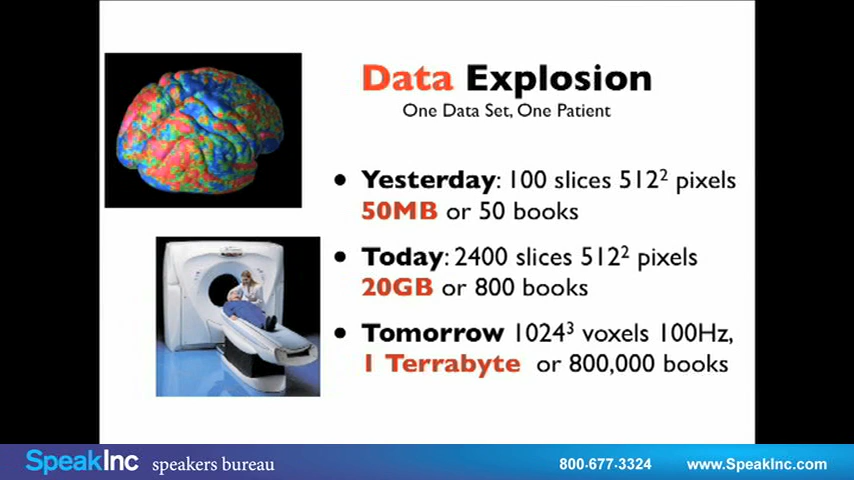 Data Explosion
One Data Set, One Patient
• Yesterday: 100 slices 512² pixels
50MB or 50 books
• Today: 2400 slices 512² pixels
20GB or 800 books
• Tomorrow 1024³ voxels 100Hz,
1 Terrabyte or 800,000 books
SpeakInc speakers bureau
800-677-3324
www.SpeakInc.com